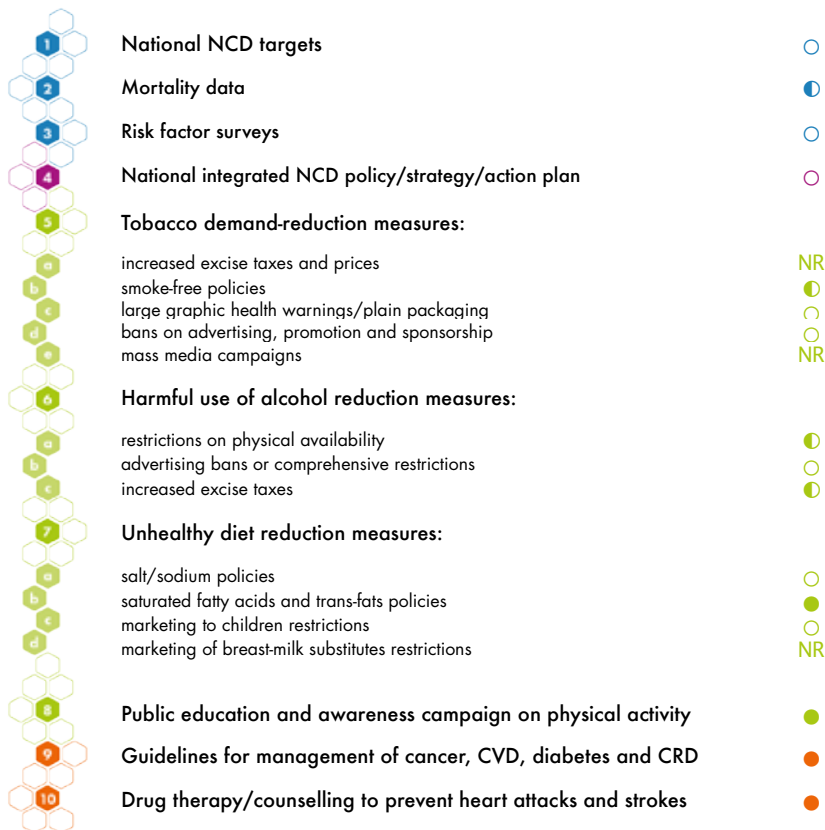 1 National NCD targets ○
2 Mortality data ◐
3 Risk factor surveys ○
4 National integrated NCD policy/strategy/action plan ○
5 Tobacco demand-reduction measures:
a increased excise taxes and prices NR
b smoke-free policies ◐
c large graphic health warnings/plain packaging ○
d bans on advertising, promotion and sponsorship ○
e mass media campaigns NR
6 Harmful use of alcohol reduction measures:
a restrictions on physical availability ◐
b advertising bans or comprehensive restrictions ○
c increased excise taxes ◐
7 Unhealthy diet reduction measures:
a salt/sodium policies ○
b saturated fatty acids and trans-fats policies ●
c marketing to children restrictions ○
d marketing of breast-milk substitutes restrictions NR
8 Public education and awareness campaign on physical activity ●
9 Guidelines for management of cancer, CVD, diabetes and CRD ●
10 Drug therapy/counselling to prevent heart attacks and strokes ●